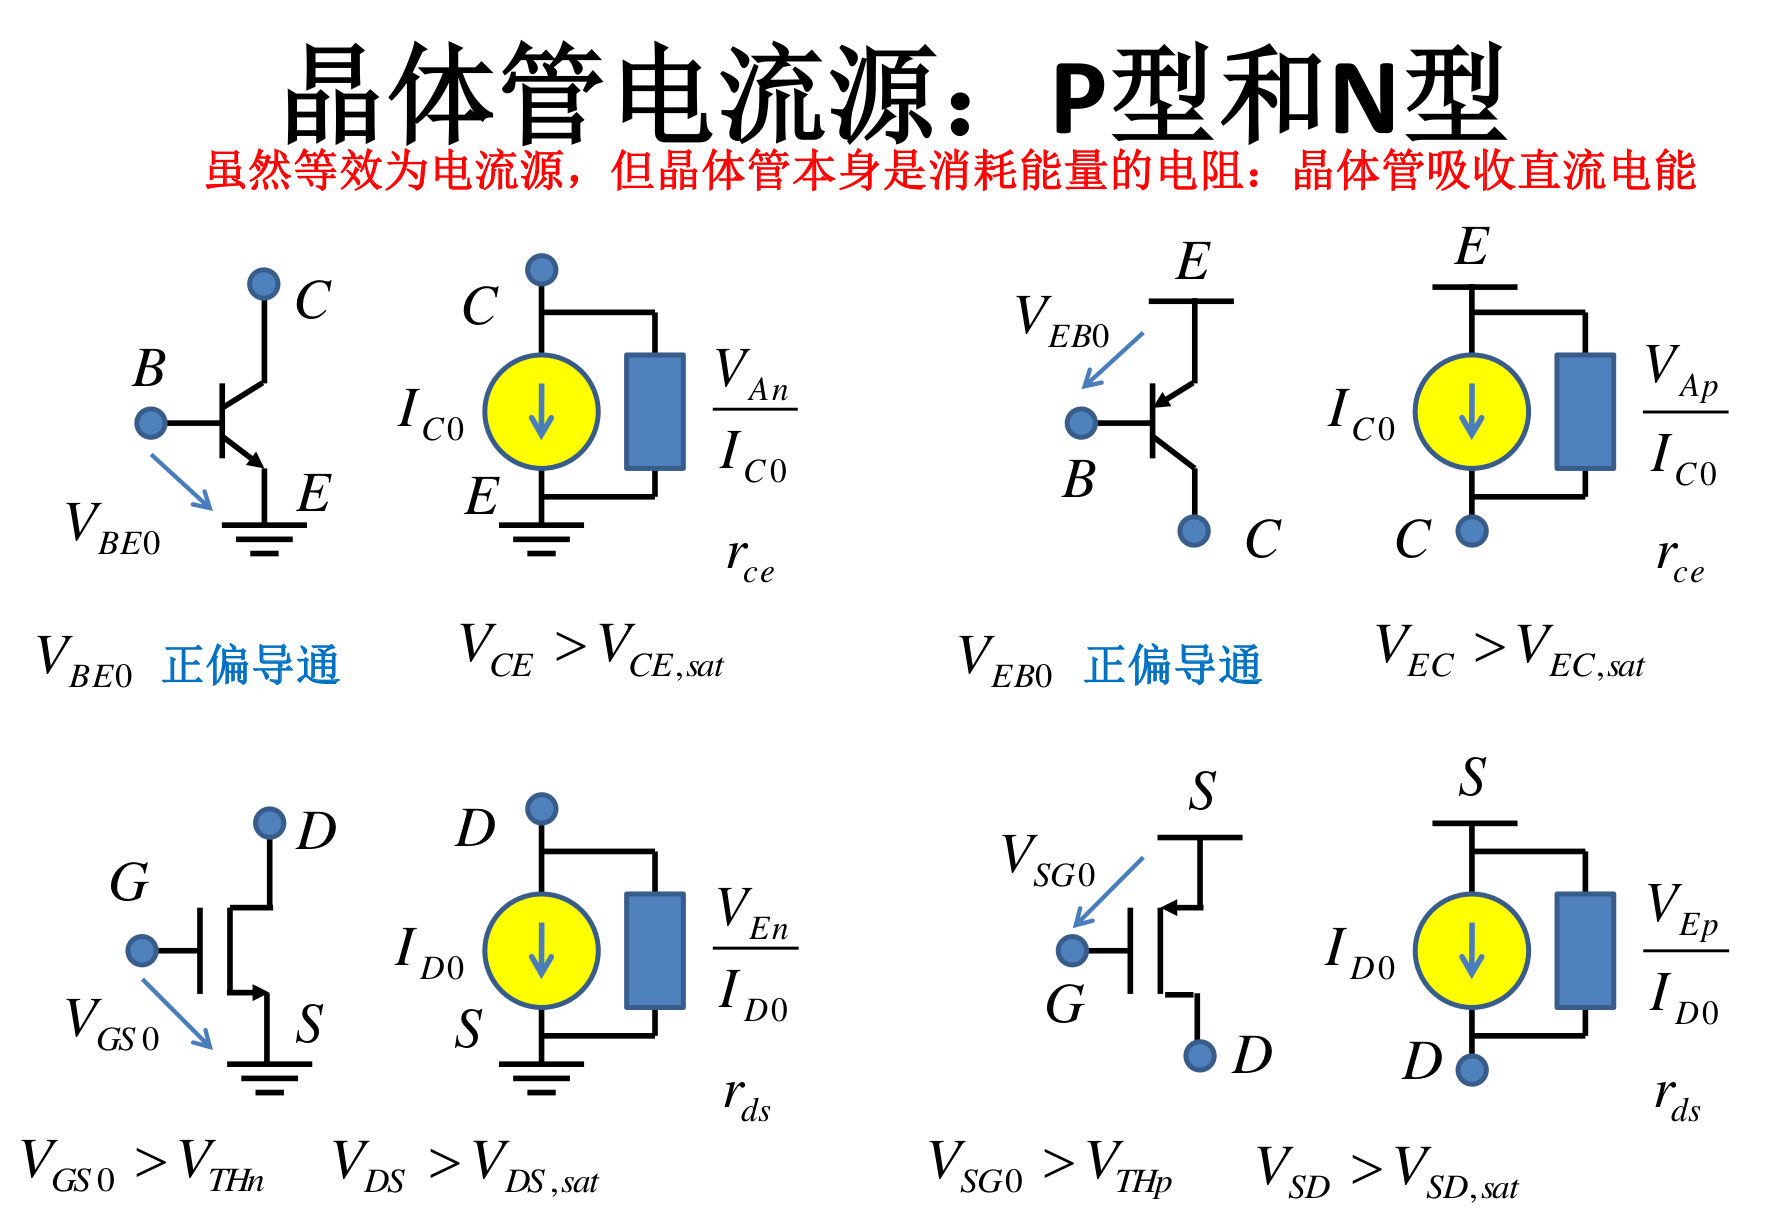 晶体管电流源：P型和N型
虽然等效为电流源，但晶体管本身是消耗能量的电阻：晶体管吸收直流电能
C
B
E
V_{BE0}
C
I_{C0}
E
V_{An}
I_{C0}
r_{ce}
E
V_{EB0}
B
C
E
I_{C0}
C
V_{Ap}
I_{C0}
r_{ce}
V_{BE0} 正偏导通
V_{CE} > V_{CE,sat}
V_{EB0} 正偏导通
V_{EC} > V_{EC,sat}
D
G
S
V_{GS0}
D
I_{D0}
S
V_{En}
I_{D0}
r_{ds}
S
V_{SG0}
G
D
S
I_{D0}
D
V_{Ep}
I_{D0}
r_{ds}
V_{GS0} > V_{THn}
V_{DS} > V_{DS,sat}
V_{SG0} > V_{THp}
V_{SD} > V_{SD,sat}